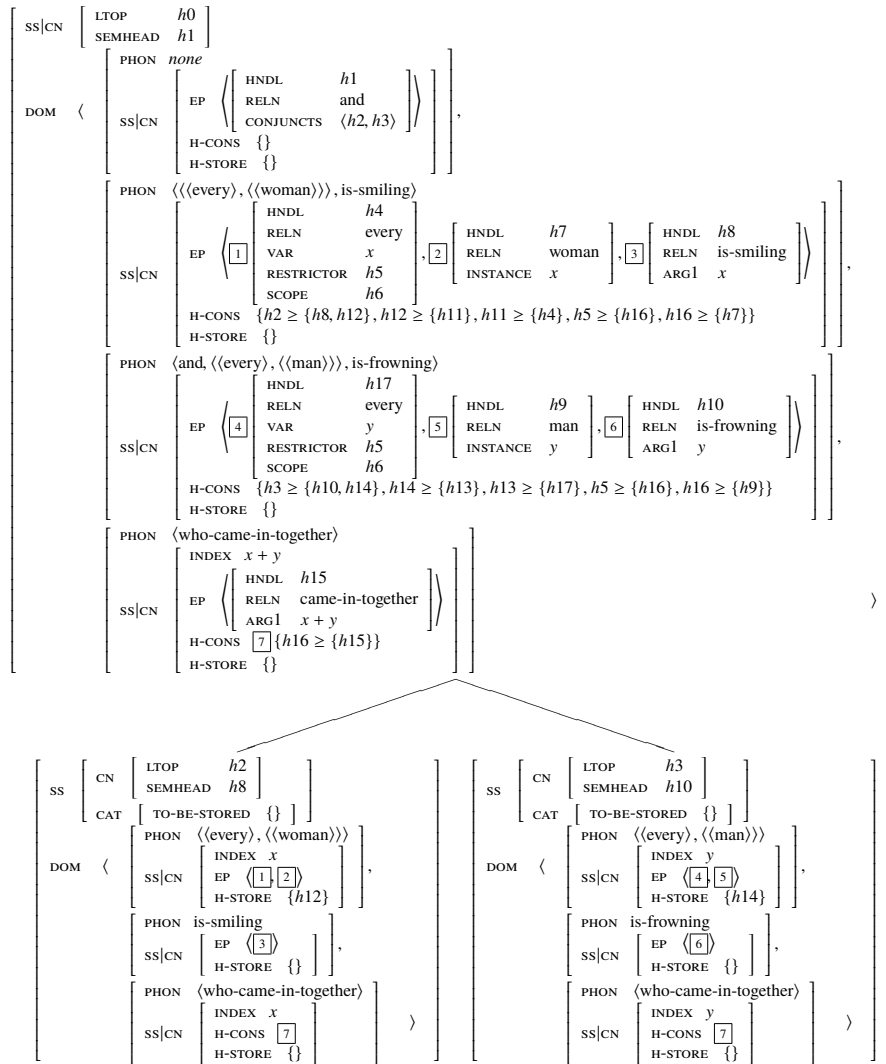 SS|CN LTOP h0
SEMHEAD h1
DOM ⟨ PHON none
SS|CN EP ⟨ HNDL h1
RELN and
CONJUNCTS ⟨h2, h3⟩ ⟩
H-CONS {}
H-STORE {} ,
PHON ⟨⟨⟨every⟩, ⟨⟨woman⟩⟩⟩, is-smiling⟩
SS|CN EP ⟨ 1 HNDL h4
RELN every
VAR x
RESTRICTOR h5
SCOPE h6 , 2 HNDL h7
RELN woman
INSTANCE x , 3 HNDL h8
RELN is-smiling
ARG1 x ⟩
H-CONS {h2 ≥ {h8, h12}, h12 ≥ {h11}, h11 ≥ {h4}, h5 ≥ {h16}, h16 ≥ {h7}}
H-STORE {} ,
PHON ⟨and, ⟨⟨every⟩, ⟨⟨man⟩⟩⟩, is-frowning⟩
SS|CN EP ⟨ 4 HNDL h17
RELN every
VAR y
RESTRICTOR h5
SCOPE h6 , 5 HNDL h9
RELN man
INSTANCE y , 6 HNDL h10
RELN is-frowning
ARG1 y ⟩
H-CONS {h3 ≥ {h10, h14}, h14 ≥ {h13}, h13 ≥ {h17}, h5 ≥ {h16}, h16 ≥ {h9}}
H-STORE {} ,
PHON ⟨who-came-in-together⟩
SS|CN INDEX x + y
EP ⟨ HNDL h15
RELN came-in-together
ARG1 x + y ⟩
H-CONS 7 {h16 ≥ {h15}}
H-STORE {} ⟩
SS CN LTOP h2
SEMHEAD h8
CAT [ TO-BE-STORED {} ]
DOM ⟨ PHON ⟨⟨every⟩, ⟨⟨woman⟩⟩⟩
SS|CN INDEX x
EP ⟨ 1 , 2 ⟩
H-STORE {h12} ,
PHON is-smiling
SS|CN EP ⟨ 3 ⟩
H-STORE {} ,
PHON ⟨who-came-in-together⟩
SS|CN INDEX x
H-CONS 7
H-STORE {} ⟩
SS CN LTOP h3
SEMHEAD h10
CAT [ TO-BE-STORED {} ]
DOM ⟨ PHON ⟨⟨every⟩, ⟨⟨man⟩⟩⟩
SS|CN INDEX y
EP ⟨ 4 , 5 ⟩
H-STORE {h14} ,
PHON is-frowning
SS|CN EP ⟨ 6 ⟩
H-STORE {} ,
PHON ⟨who-came-in-together⟩
SS|CN INDEX y
H-CONS 7
H-STORE {} ⟩